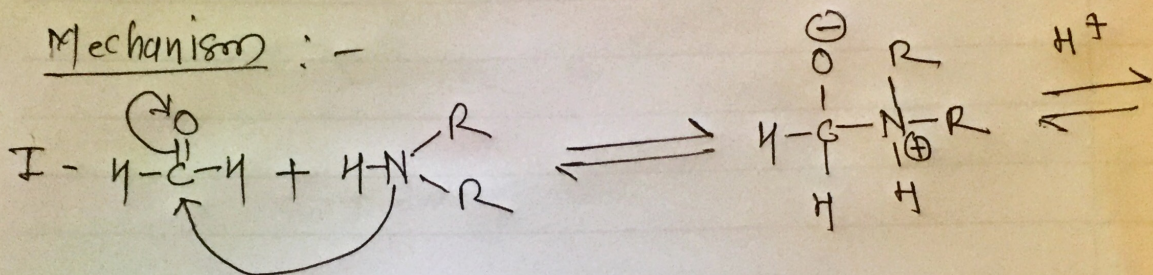 Mechanism : -
⊖
O R H+
I - H-C-H + H-N R ⇌ H-C-N-R ⇌
O R ⊕
H H